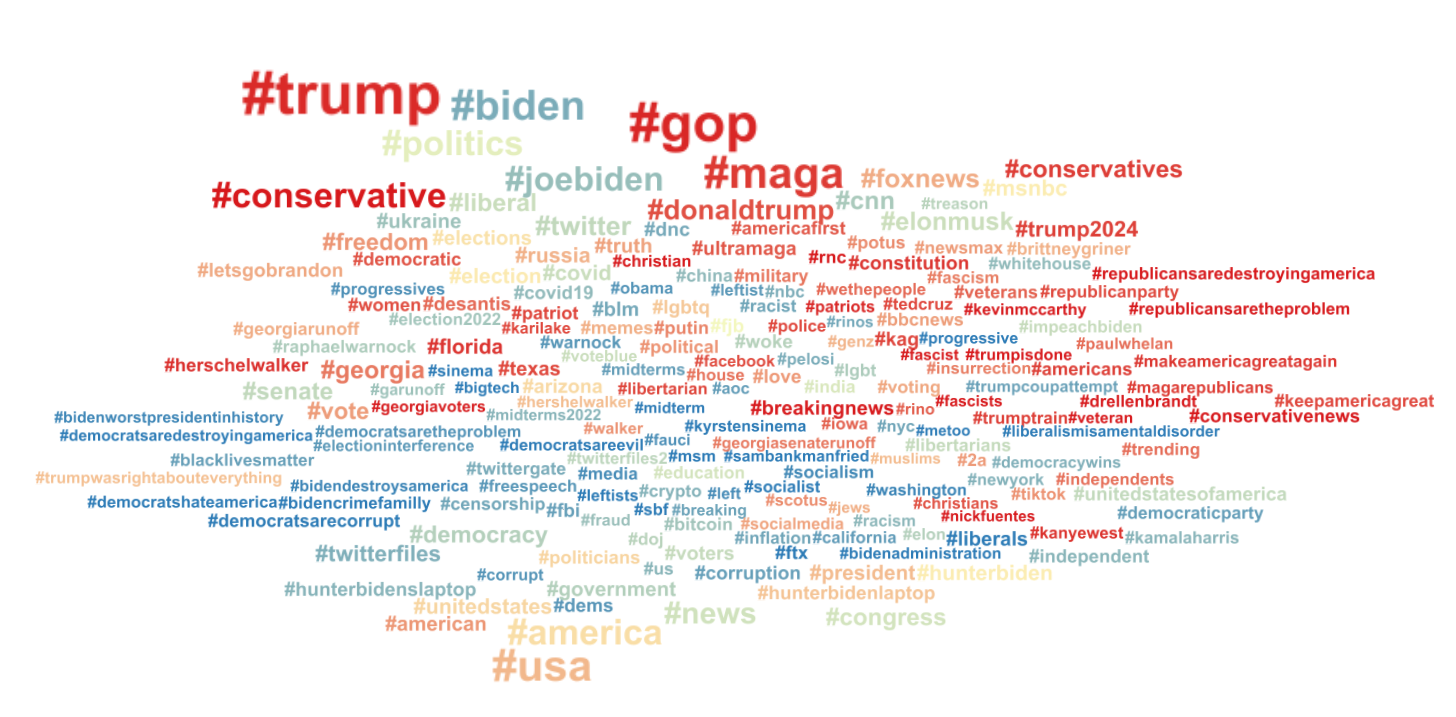 #trump #biden #gop
#politics
#joebiden #maga #foxnews #conservatives
#conservative #liberal #donaldtrump #cnn #msnbc #treason
#ukraine #twitter #dnc #americafirst #elonmusk #trump2024
#freedom #elections #truth #ultramaga #potus #newsmax #brittneygriner
#democratic #russia #christian #rnc #constitution #whitehouse
#letsgobrandon #election #covid #china #military #fascism #republicansaredestroyingamerica
#progressives #covid19 #obama #leftist #nbc #wethepeople #veterans #republicanparty
#women #desantis #patriot #blm #lgbtq #racist #patriots #tedcruz #kevinmccarthy #republicansaretheproblem
#georgiarunoff #election2022 #karilake #memes #putin #fjb #police #rinos #bbcnews #impeachbiden
#raphaelwarnock #florida #warnock #political #woke #genz #kag #progressive #paulwhelan
#herschelwalker #georgia #sinema #texas #voteblue #midterms #facebook #house #love #pelosi #lgbt #fascist #trumpisdone #insurrection #americans #makeamericagreatagain
#senate #garunoff #bigtech #arizona #libertarian #aoc #india #voting #trumpcoupattempt #magarepublicans
#bidenworstpresidentinhistory #vote #georgiavoters #midterms2022 #hershelwalker #midterm #breakingnews #rino #fascists #trumptrain #veteran #drellenbrandt #conservativenews #keepamericagreat
#democratsaredestroyingamerica #democratsaretheproblem #walker #kyrstensinema #iowa #nyc #metoo #liberalismisamentaldisorder
#electioninterference #democratsareevil #fauci #georgiasenaterunoff #libertarians #trending
#blacklivesmatter #twittergate #twitterfiles2 #msm #sambankmanfried #muslims #2a #democracywins
#trumpwasrightabouteverything #bidendestroysamerica #freespeech #media #education #socialism #newyork #independents
#democratshateamerica #bidencrimefamilly #censorship #leftists #crypto #left #socialist #washington #tiktok #unitedstatesofamerica
#democratsarecorrupt #fbi #fraud #sbf #breaking #scotus #jews #christians #nickfuentes #democraticparty
#democracy #doj #bitcoin #socialmedia #racism #elon #kanyewest
#twitterfiles #politicians #voters #inflation #california #liberals #kamalaharris
#ftx #bidenadministration #independent
#corrupt #us #corruption #president #hunterbiden
#hunterbidenslaptop #government #hunterbidenlaptop
#unitedstates #dems #news #congress
#american #america
#usa